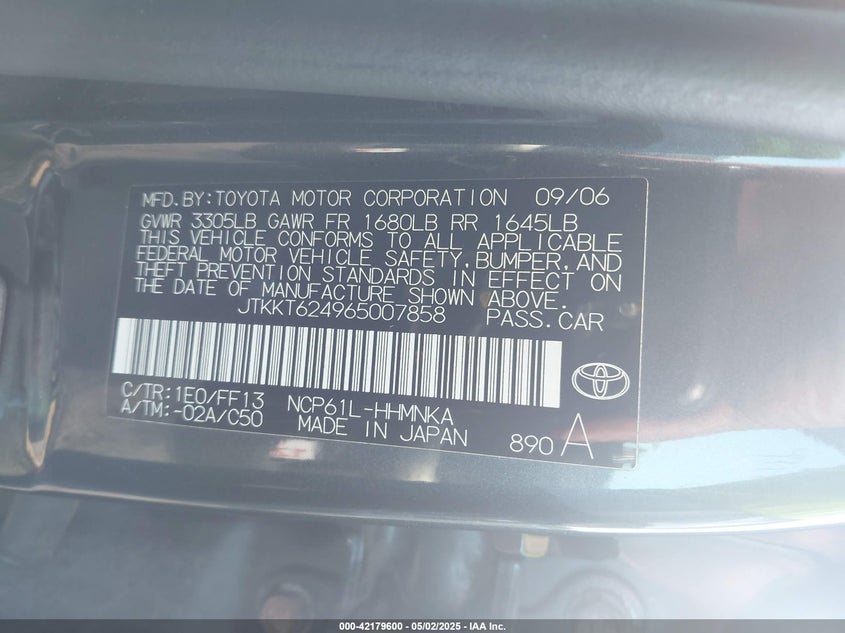 MFD.BY:TOYOTA MOTOR CORPORATION 09/06
GVWR 3305LB GAWR FR 1680LB RR 1645LB
THIS VEHICLE CONFORMS TO ALL APPLICABLE
FEDERAL MOTOR VEHICLE SAFETY,BUMPER,AND
THEFT PREVENTION STANDARDS IN EFFECT ON
THE DATE OF MANUFACTURE SHOWN ABOVE.
JTKKT624965007858 PASS.CAR
C/TR:1E0/FF13 NCP61L-HHMNKA
A/TM:-02A/C50 MADE IN JAPAN 890 A
000-42179600 - 05/02/2025 - IAA Inc.